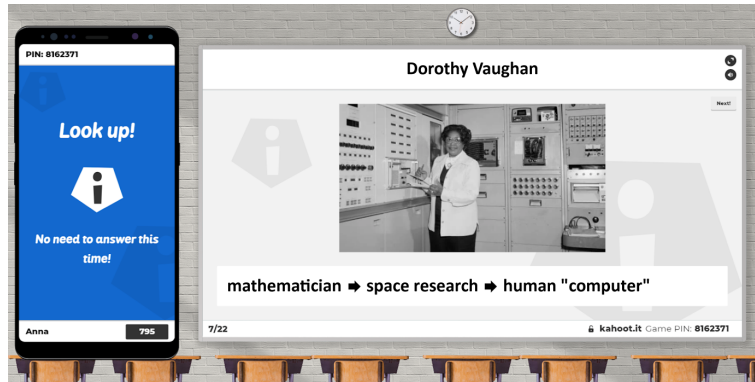 PIN: 8162371
Look up!
No need to answer this
time!
Anna
795
Dorothy Vaughan
Next!
mathematician ➡ space research ➡ human "computer"
7/22
kahoot.it Game PIN: 8162371